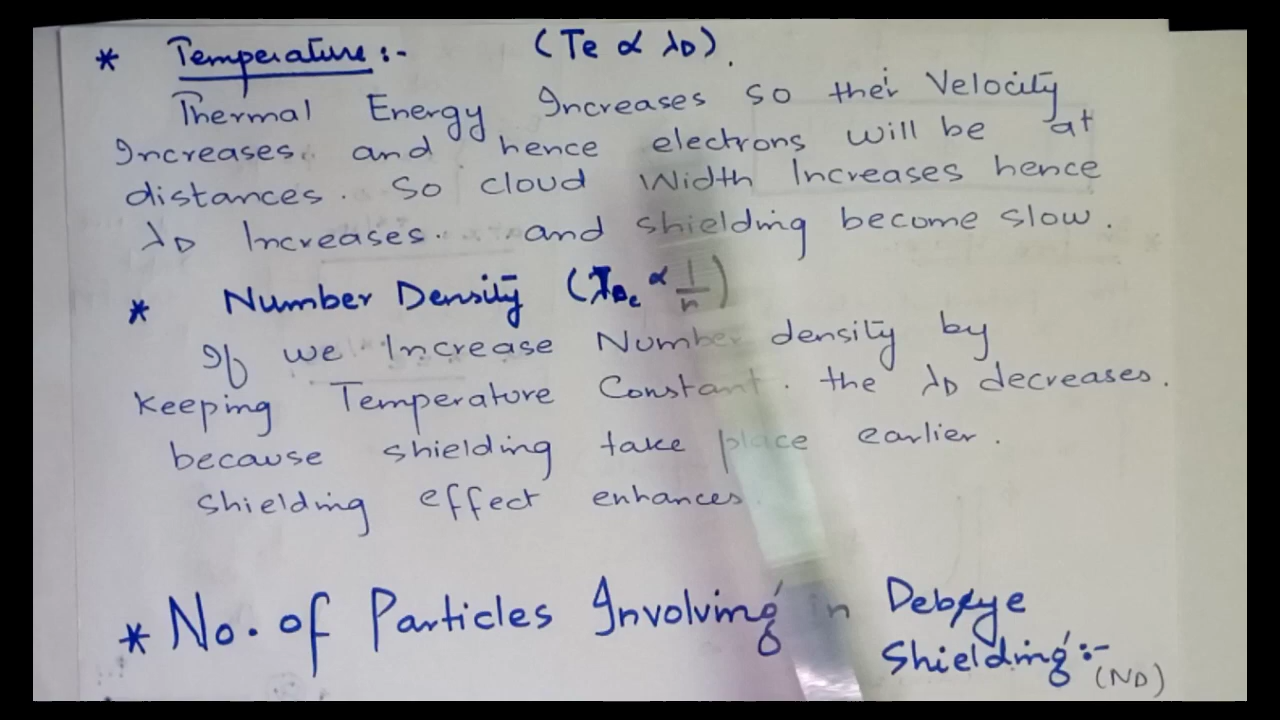 * Temperature :- (Te ∝ λD).
Thermal Energy Increases so their Velocity
Increases. and hence electrons will be at
distances. So cloud Width Increases hence
λD Increases. and shielding become slow.
* Number Density (λDe ∝ 1/n)
If we Increase Number density by
keeping Temperature Constant. the λD decreases.
because shielding take place earlier.
shielding effect enhances.
* No. of Particles Involving in Debye
Shielding :- (ND)